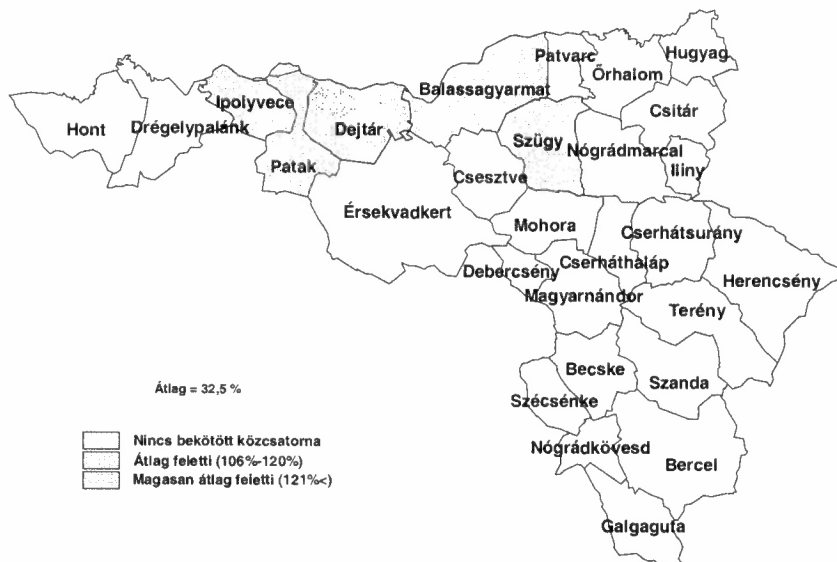 Patvarc
Hugyag
Őrhalom
Balassagyarmat
Ipolyvece
Csitár
Hont
Drégelypalánk
Dejtár
Szügy
Nógrádmarcal
Patak
Csesztve
Iliny
Érsekvadkert
Mohora
Cserhátsurány
Debercsény
Cserháthaláp
Herencsény
Magyarnándor
Terény
Becske
Szanda
Átlag = 32,5 %
Szécsénke
Nincs bekötött közcsatorna
Nógrádkövesd
Átlag feletti (106%-120%)
Bercel
Magasan átlag feietti (121%<)
Galgaguta